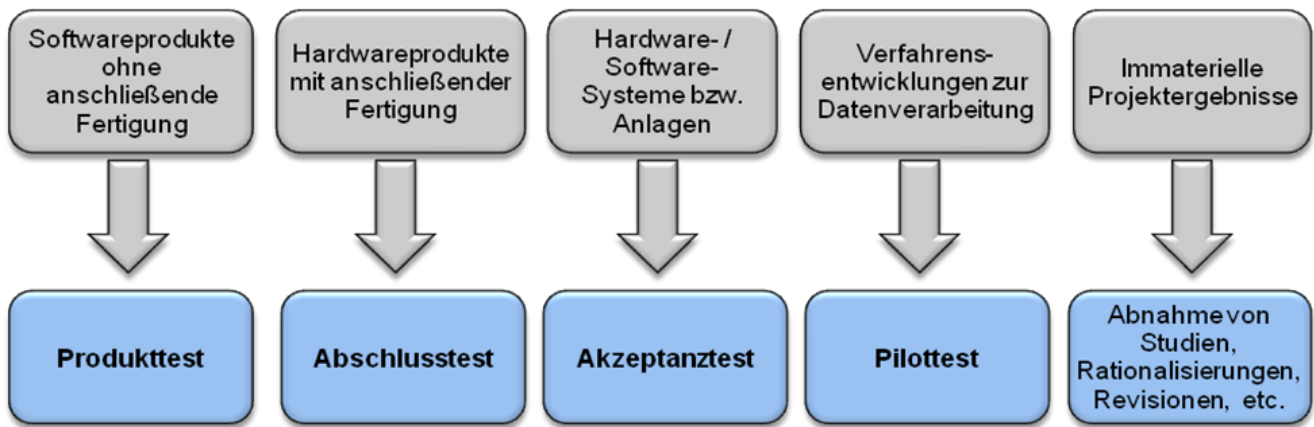 Softwareprodukte
ohne
anschließende
Fertigung
Hardwareprodukte
mit anschließender
Fertigung
Hardware- /
Software-
Systeme bzw.
Anlagen
Verfahrens-
entwicklungen zur
Datenverarbeitung
Immaterielle
Projektergebnisse
Produkttest
Abschlusstest
Akzeptanztest
Pilottest
Abnahme von
Studien,
Rationalisierungen,
Revisionen, etc.